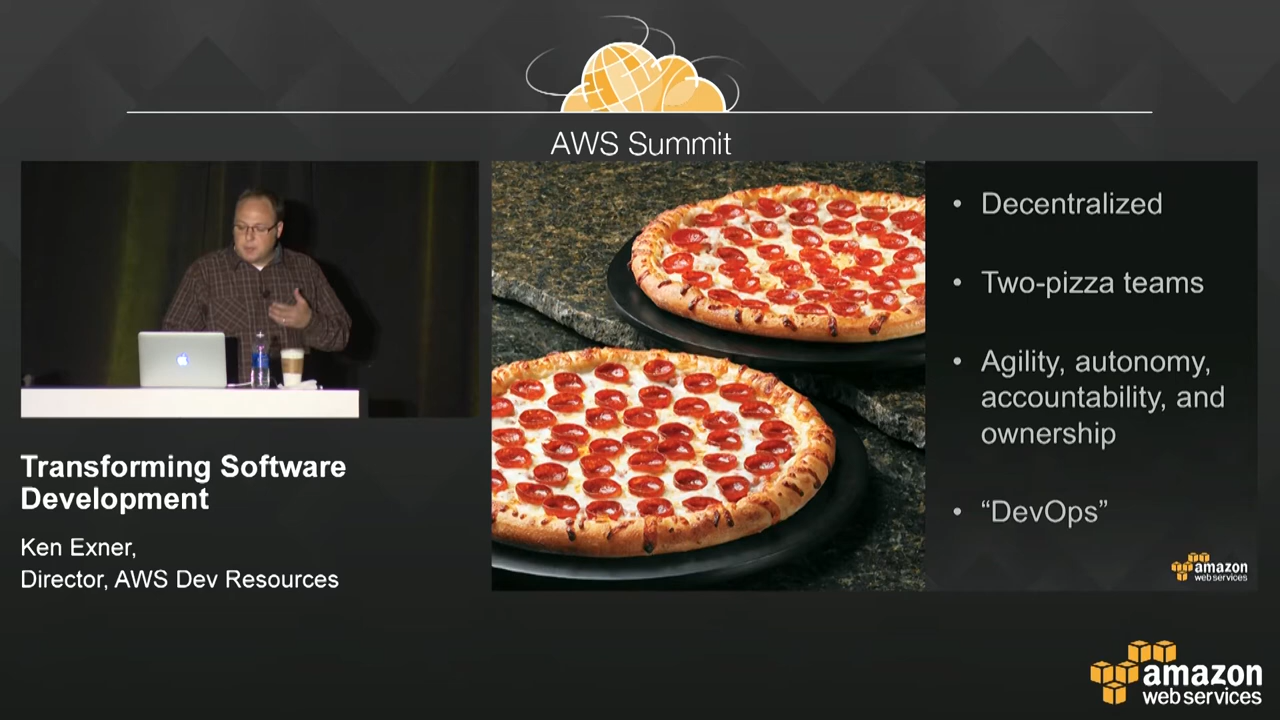 AWS Summit
Transforming Software
Development
Ken Exner,
Director, AWS Dev Resources
• Decentralized
• Two-pizza teams
• Agility, autonomy,
accountability, and
ownership
• “DevOps”
amazon
web services
amazon
web services